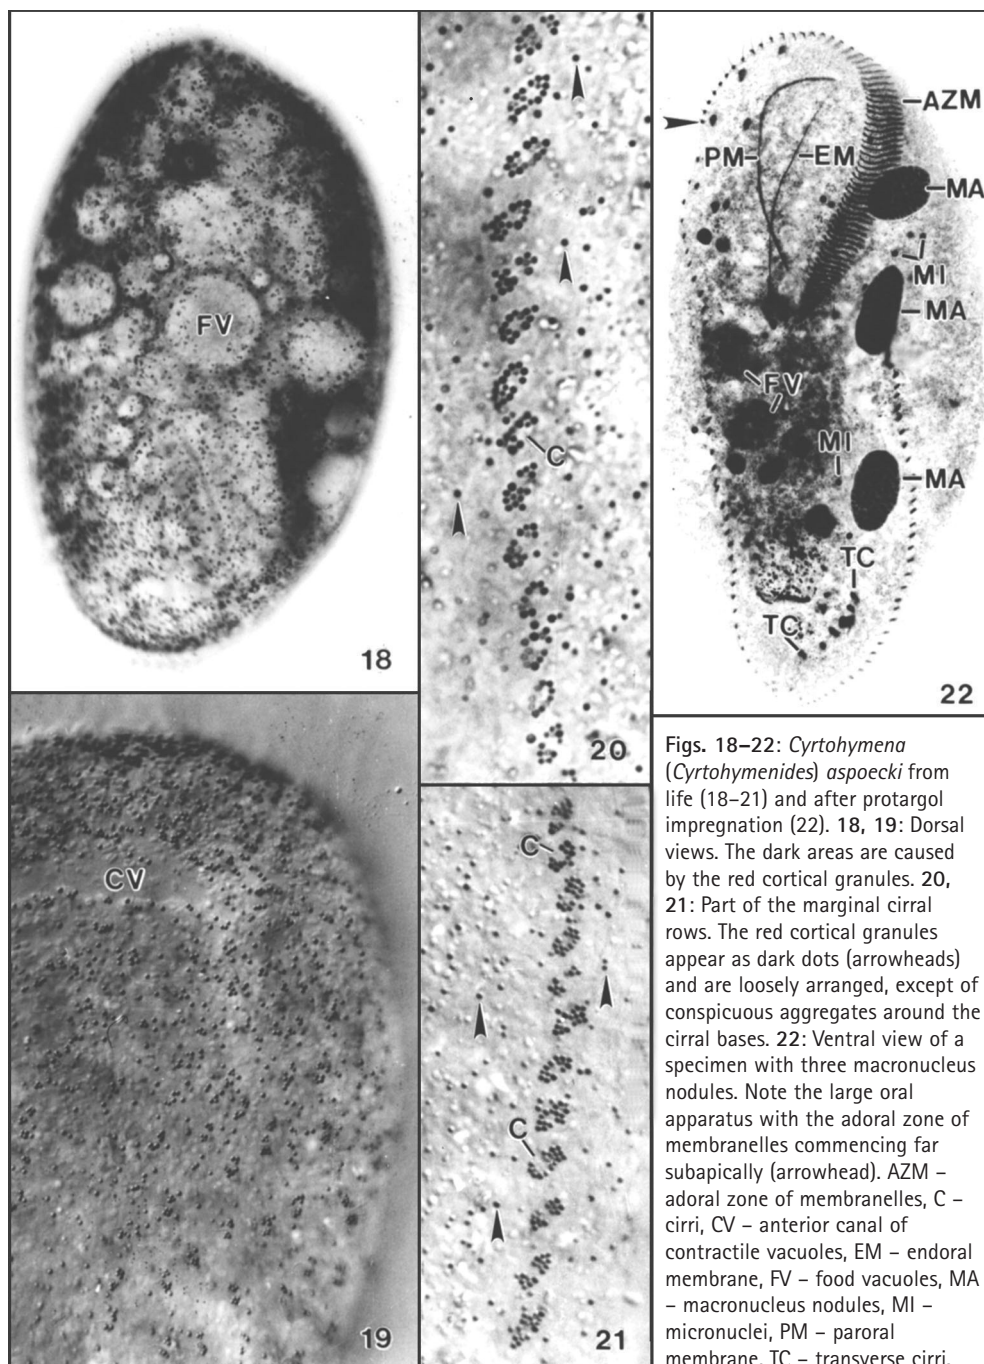 FV
18
CV
19
C
20
C
C
21
AZM
PM
EM
MA
MI
MA
FV
MI
MA
TC
TC
22
Figs. 18–22: Cyrtohymena
(Cyrtohymenides) aspoecki from
life (18–21) and after protargol
impregnation (22). 18, 19: Dorsal
views. The dark areas are caused
by the red cortical granules. 20,
21: Part of the marginal cirral
rows. The red cortical granules
appear as dark dots (arrowheads)
and are loosely arranged, except of
conspicuous aggregates around the
cirral bases. 22: Ventral view of a
specimen with three macronucleus
nodules. Note the large oral
apparatus with the adoral zone of
membranelles commencing far
subapically (arrowhead). AZM –
adoral zone of membranelles, C –
cirri, CV – anterior canal of
contractile vacuoles, EM – endoral
membrane, FV – food vacuoles, MA
– macronucleus nodules, MI –
micronuclei, PM – paroral
membrane, TC – transverse cirri.